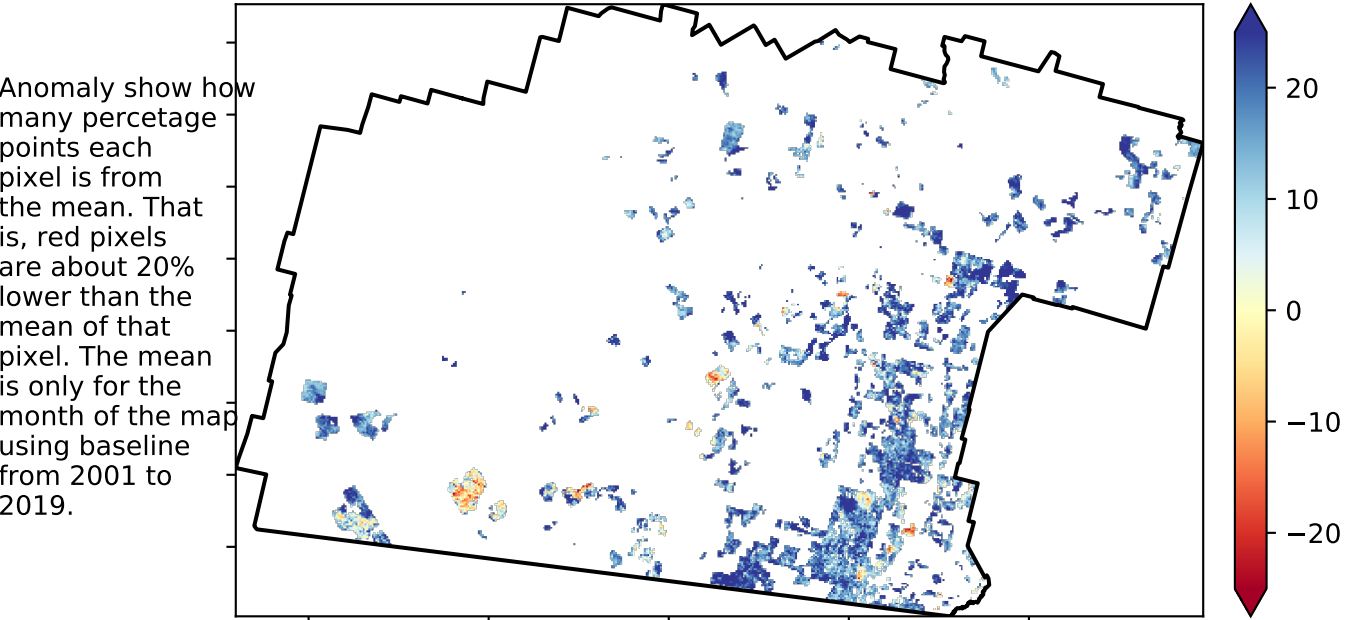 Anomaly show how
many percetage
points each
pixel is from
the mean. That
is, red pixels
are about 20%
lower than the
mean of that
pixel. The mean
is only for the
month of the map
using baseline
from 2001 to
2019.
20
10
0
−10
−20